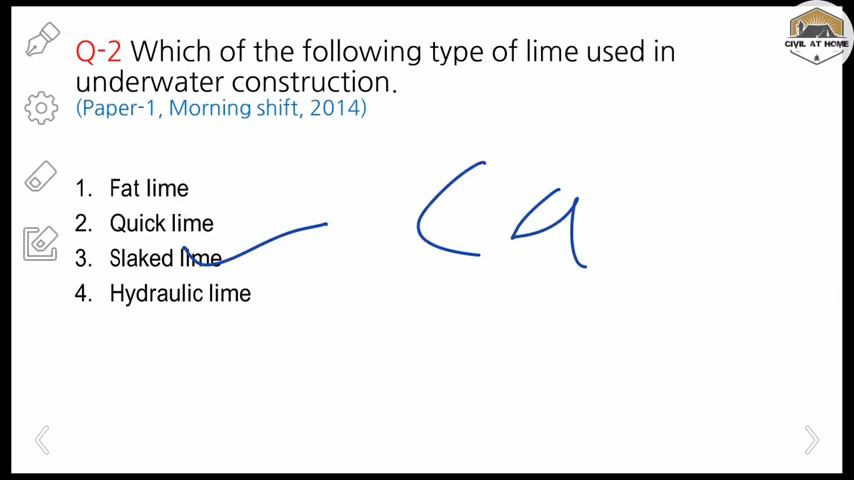 CIVIL AT HOME
Q-2 Which of the following type of lime used in
underwater construction.
(Paper-1, Morning shift, 2014)
1. Fat lime
2. Quick lime
3. Slaked lime
4. Hydraulic lime
Ca